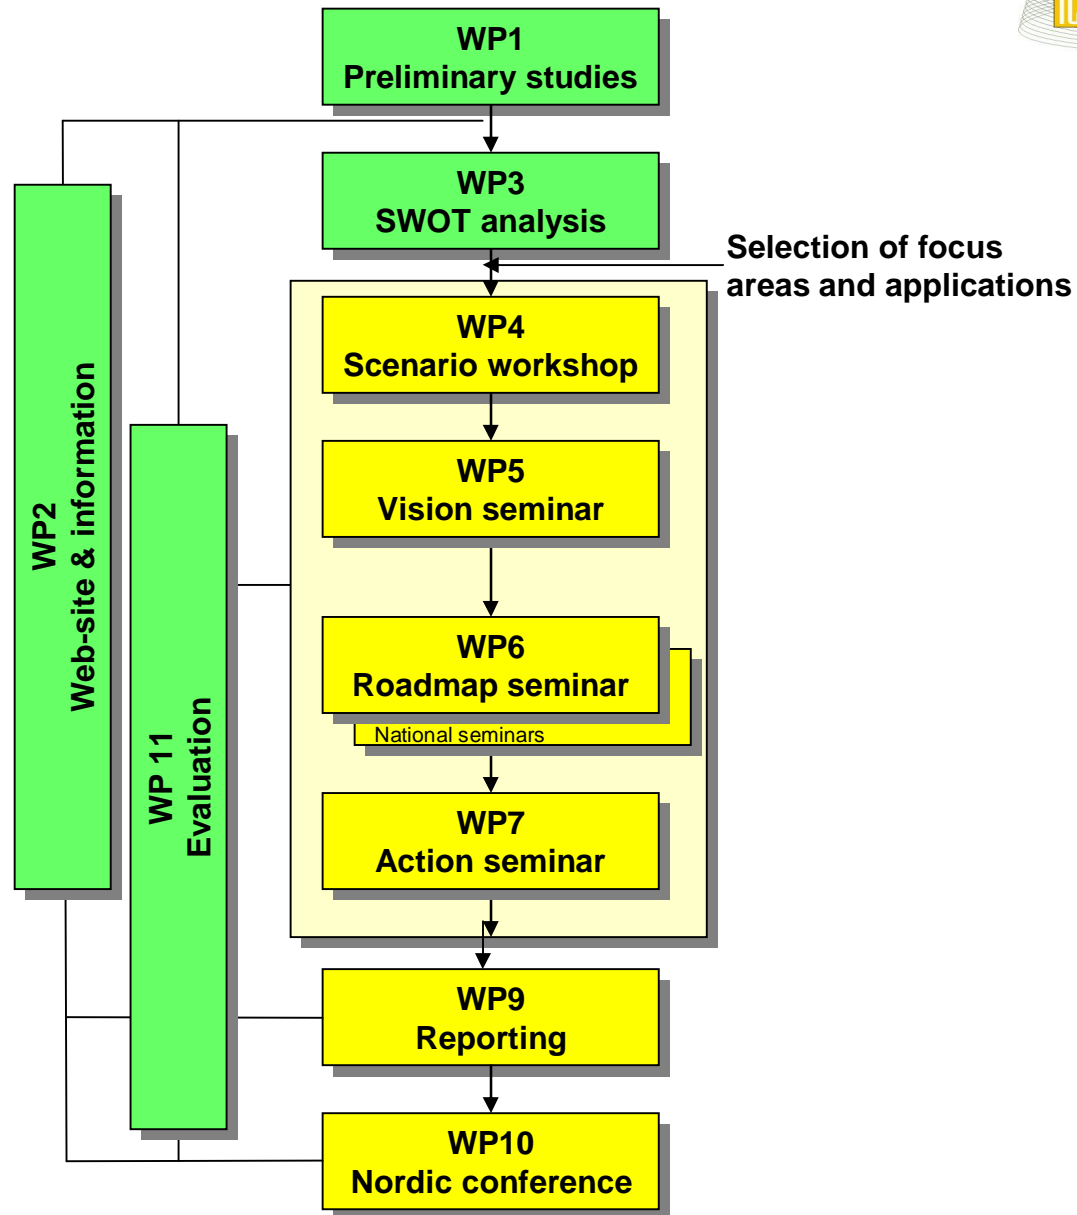 WP1
Preliminary studies
WP3
SWOT analysis
Selection of focus
areas and applications
WP4
Scenario workshop
WP5
Vision seminar
WP6
Roadmap seminar
National seminars
WP7
Action seminar
WP9
Reporting
WP10
Nordic conference
WP2
Web-site & information
WP 11
Evaluation